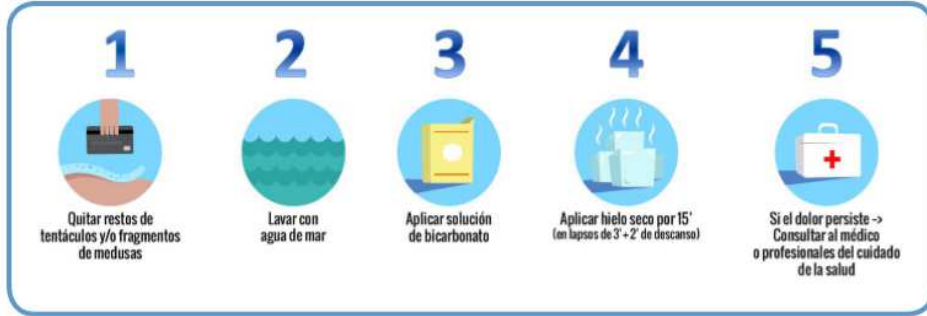 1
Quitar restos de
tentáculos y/o fragmentos
de medusas
2
Lavar con
agua de mar
3
Aplicar solución
de bicarbonato
4
Aplicar hielo seco por 15'
(en lapsos de 3'+ 2' de descanso)
5
Si el dolor persiste ->
Consultar al médico
o profesionales del cuidado
de la salud